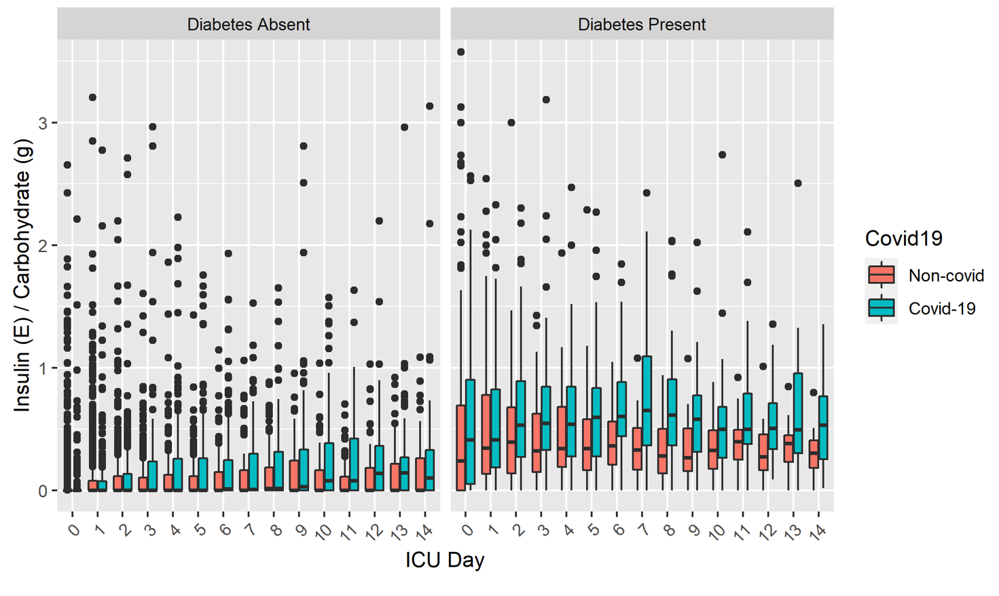 Diabetes Absent
Diabetes Present
Insulin (E) / Carbohydrate (g)
3
2
1
0
0 1 2 3 4 5 6 7 8 9 10 11 12 13 14
0 1 2 3 4 5 6 7 8 9 10 11 12 13 14
ICU Day
Covid19
Non-covid
Covid-19